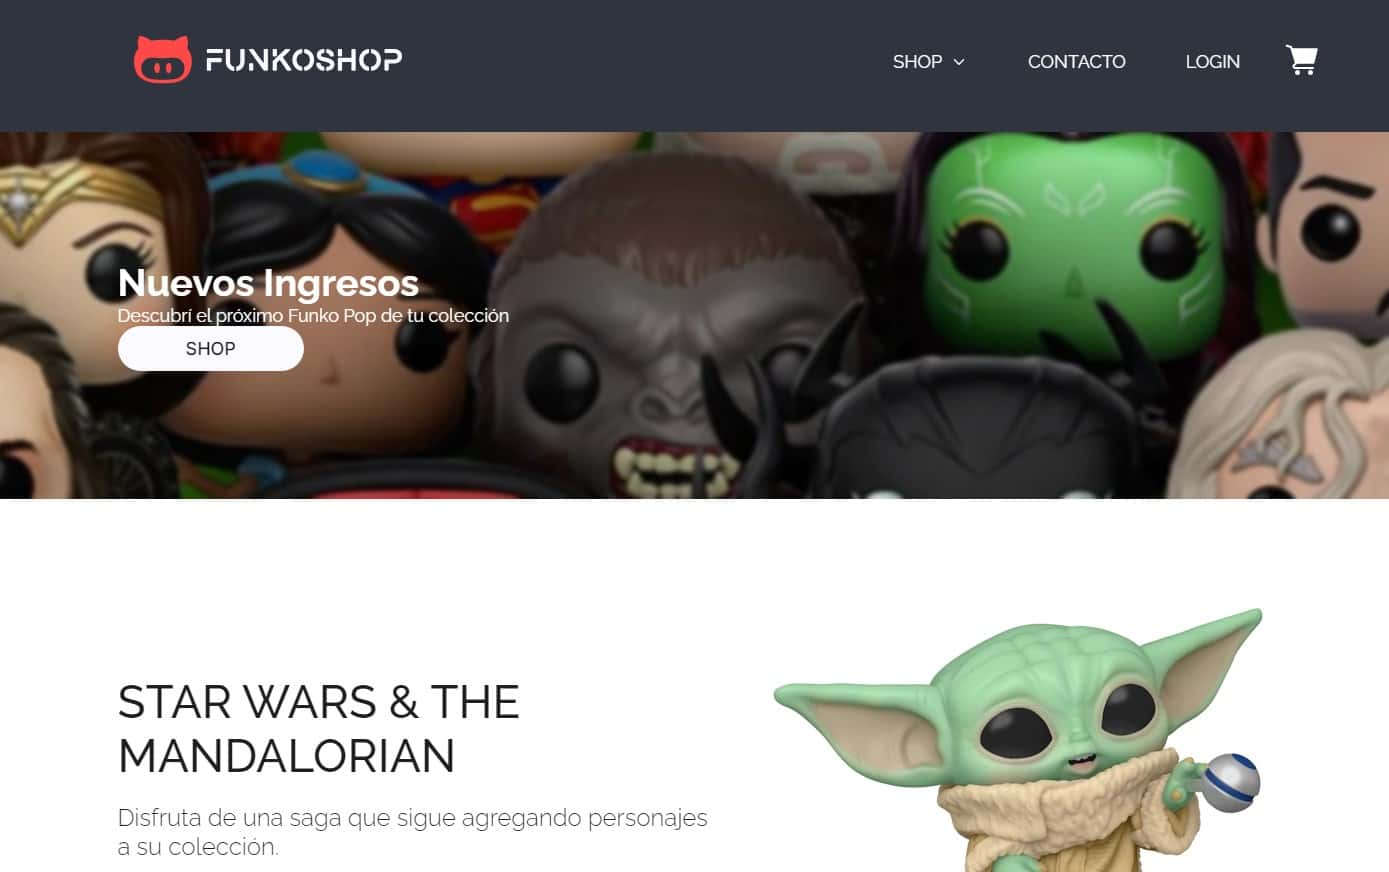 FUNKOSHOP
SHOP
CONTACTO
LOGIN
Nuevos Ingresos
Descubrí el próximo Funko Pop de tu colección
SHOP
STAR WARS & THE
MANDALORIAN
Disfruta de una saga que sigue agregando personajes
a su colección.